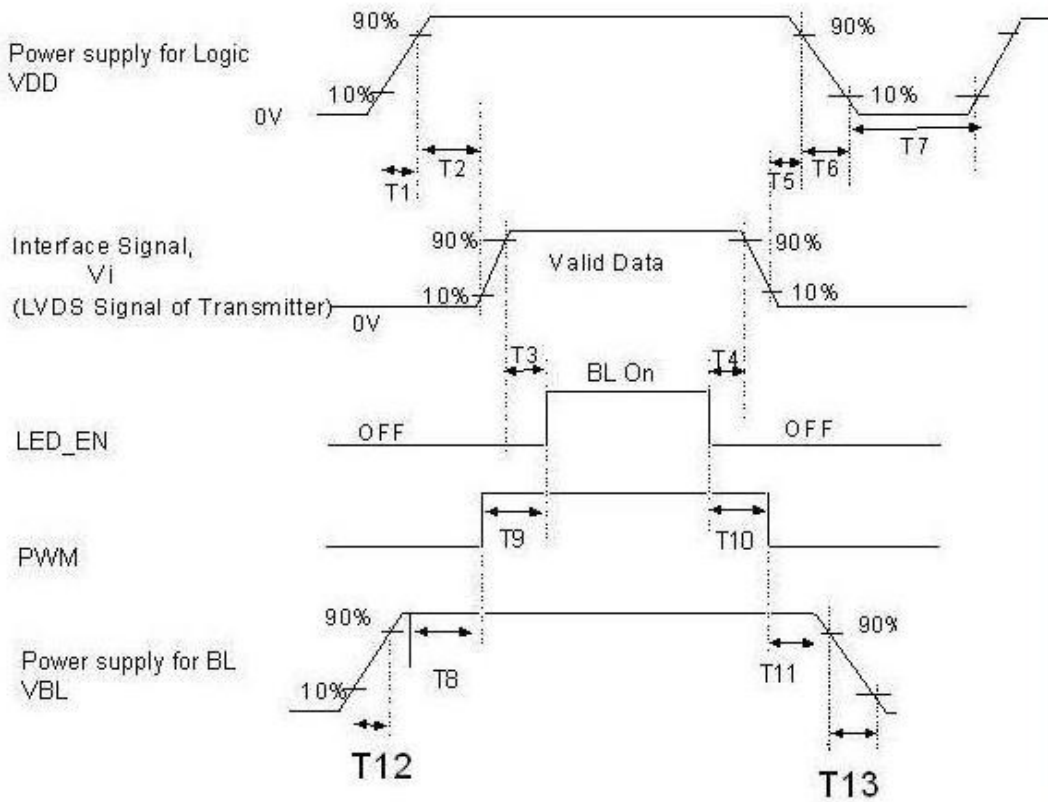 90%
90%
Power supply for Logic
VDD
10%
10%
0V
T1
T2
T5
T6
T7
Interface Signal,
Vi
(LVDS Signal of Transmitter)
90%
90%
Valid Data
10%
10%
0V
T3
T4
BL On
LED_EN
OFF
OFF
T9
T10
PWM
90%
90%
Power supply for BL
VBL
10%
T8
T11
T12
T13